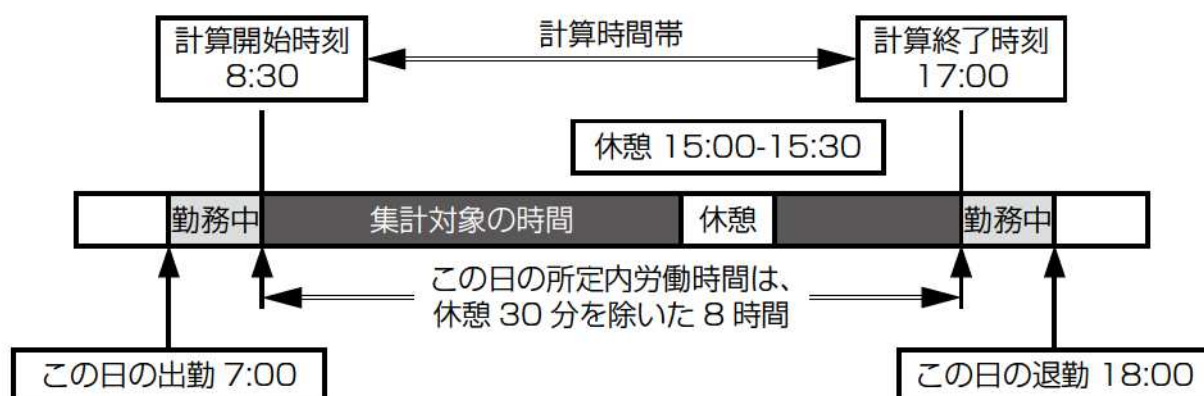 計算開始時刻
8:30
計算時間帯
計算終了時刻
17:00
休憩 15:00-15:30
勤務中
集計対象の時間
休憩
勤務中
この日の所定内労働時間は、
休憩 30 分を除いた 8 時間
この日の出勤 7:00
この日の退勤 18:00